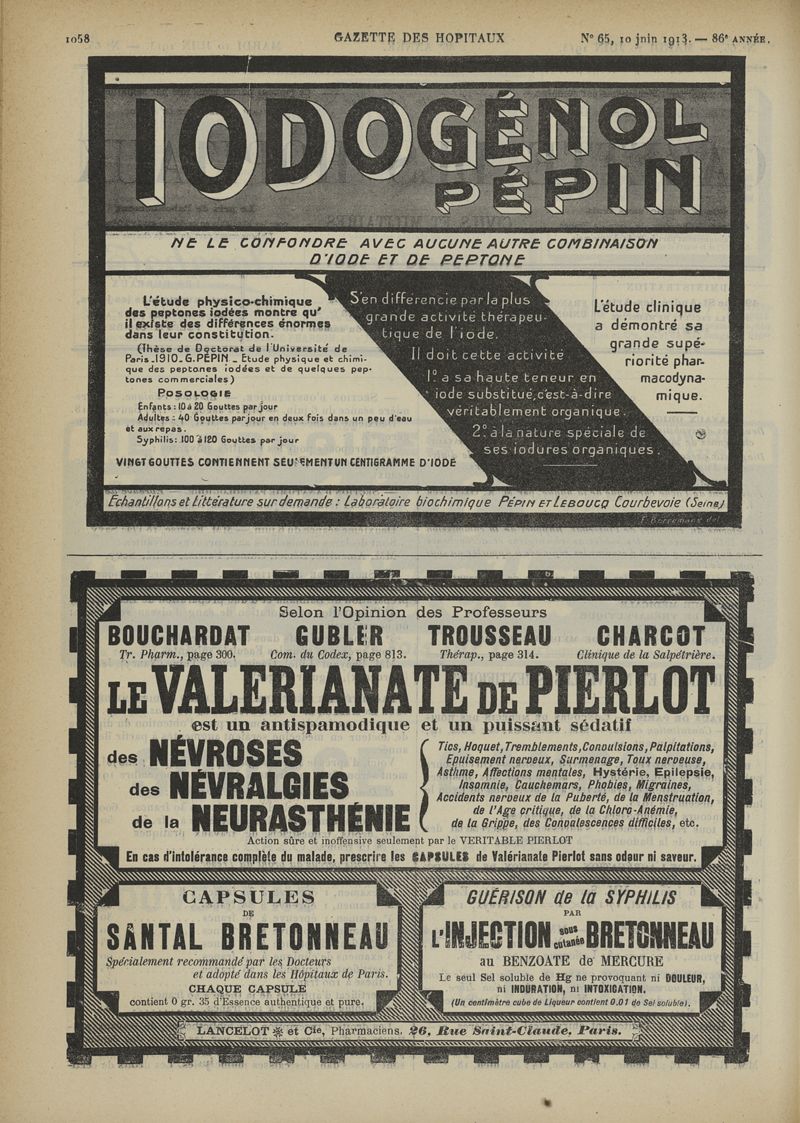 1058 GAZETTE DES HOPITAUX N° 65, 10 juin 1913. — 86e ANNÉE.
IODOGÉNOL
PÉPIN
NE LE CONFONDRE AVEC AUCUNE AUTRE COMBINAISON
D'IODE ET DE PEPTONE
L'étude physico-chimique
des peptones iodées montre qu'
il existe des différences énormes
dans leur constitution.
(Thèse de Doctorat de l'Université de
Paris_1910_G.PÉPIN _ Etude physique et chimi-
que des peptones iodées et de quelques pep-
tones commerciales)
POSOLOGIE
Enfants : 10 à 20 Gouttes par jour
Adultes : 40 Gouttes par jour en deux fois dans un peu d'eau
et aux repas.
Syphilis: 100 à 120 Gouttes par jour
VINGT GOUTTES CONTIENNENT SEULEMENT UN CENTIGRAMME D'IODE
S'en différencie par la plus
grande activité thérapeu-
tique de l'iode.
Il doit cette activité
1.° a sa haute teneur en
iode substitué, c'est-à-dire
véritablement organique.
2.° à la nature spéciale de
ses iodures organiques.
L'étude clinique
a démontré sa
grande supé-
riorité phar-
macodyna-
mique.
Échantillons et Littérature sur demande : Laboratoire biochimique PÉPIN ET LEBOUCQ Courbevoie (Seine)
Selon l'Opinion des Professeurs
BOUCHARDAT GUBLER TROUSSEAU CHARCOT
Tr. Pharm., page 300. Com. du Codex, page 813. Thérap., page 314. Clinique de la Salpêtrière.
LE VALERIANATE DE PIERLOT
est un antispamodique et un puissant sédatif
des NÉVROSES
des NÉVRALGIES
de la NEURASTHÉNIE
Tics, Hoquet, Tremblements, Convulsions, Palpitations,
Epuisement nerveux, Surmenage, Toux nerveuse,
Asthme, Affections mentales, Hystérie, Epilepsie,
Insomnie, Cauchemars, Phobies, Migraines,
Accidents nerveux de la Puberté, de la Menstruation,
de l'Age critique, de la Chloro-Anémie,
de la Grippe, des Convalescences difficiles, etc.
Action sûre et inoffensive seulement par le VERITABLE PIERLOT
En cas d'intolérance complète du malade, prescrire les CAPSULES de Valérianate Pierlot sans odeur ni saveur.
CAPSULES
DE
SANTAL BRETONNEAU
Spécialement recommandé par les Docteurs
et adopté dans les Hôpitaux de Paris.
CHAQUE CAPSULE
contient 0 gr. 35 d'Essence authentique et pure.
GUÉRISON de la SYPHILIS
PAR
L'INJECTION sous cutanée BRETONNEAU
au BENZOATE de MERCURE
Le seul Sel soluble de Hg ne provoquant ni DOULEUR,
ni INDURATION, ni INTOXICATION.
(Un centimètre cube de Liqueur contient 0.01 de Sel soluble).
LANCELOT et Cie, Pharmaciens, 26, Rue Saint-Claude, Paris.